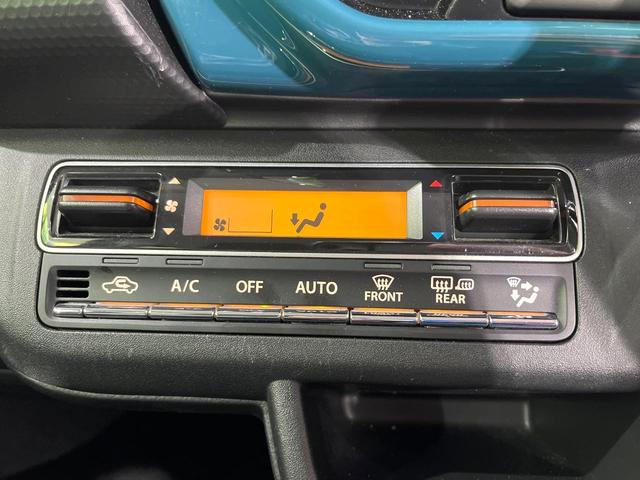 A/C OFF AUTO FRONT REAR